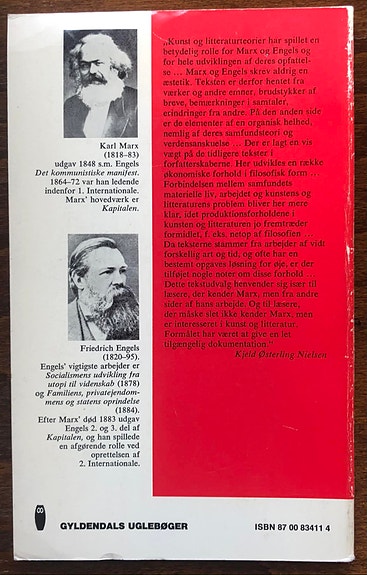 Karl Marx
(1818–83)
udgav 1848 s.m. Engels
Det kommunistiske manifest.
1864–72 var han ledende
indenfor 1. Internationale.
Marx' hovedværk er
Kapitalen.
Friedrich Engels
(1820–95).
Engels' vigtigste arbejder er
Socialismens udvikling fra
utopi til videnskab (1878)
og Familiens, privatejendom-
mens og statens oprindelse
(1884).
Efter Marx' død 1883 udgav
Engels 2. og 3. del af
Kapitalen, og han spillede
en afgørende rolle ved
oprettelsen af
2. Internationale.
„Kunst og litteraturteorier har spillet en
betydelig rolle for Marx og Engels og
for hele udviklingen af deres opfattel-
se ... Marx og Engels skrev aldrig en
æstetik. Teksten er derfor hentet fra
værker og andre emner, brudstykker af
breve, bemærkninger i samtaler,
erindringer fra andre. På den anden side
er de elementer af en organisk helhed,
nemlig af deres samfundsteori og
verdensanskuelse ... Der er lagt en vis
vægt på de tidligere tekster i
forfatterskaberne. Her udvikles en række
økonomiske forhold i filosofisk form ...
Forbindelsen mellem samfundets
materielle liv, arbejdet og kunstens og
litteraturens problem bliver her mere
klar, idet produktionsforholdene i
kunsten og litteraturen jo fremtræder
formidlet, f. eks. netop af filosofien ...
Da teksterne stammer fra arbejder af vidt
forskelig art og tid, og ofte har en
bestemt opgaves løsning for øje, er der
tilføjet nogle noter om disse forhold ...
Dette tekstudvalg henvender sig især til
læsere, der kender Marx, men fra andre
sider af hans arbejde. Og til læsere,
der måske slet ikke kender Marx, men
er interesseret i kunst og litteratur.
Formålet har været at give en let
tilgængelig dokumentation."
Kjeld Østerling Nielsen
GYLDENDALS UGLEBØGER
ISBN 87 00 83411 4